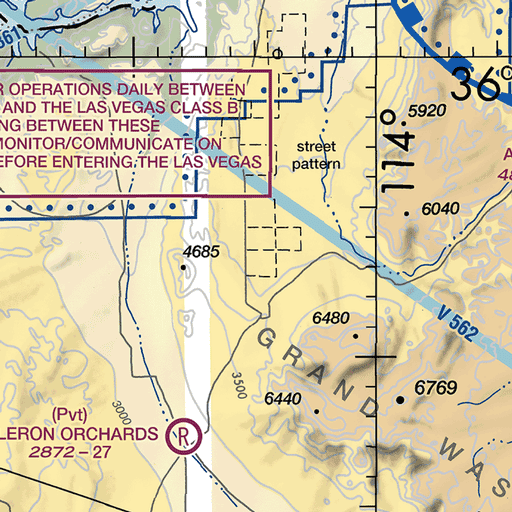 361
R OPERATIONS DAILY BETWEEN
AND THE LAS VEGAS CLASS B
NG BETWEEN THESE
MONITOR/COMMUNICATE ON
EFORE ENTERING THE LAS VEGAS
36°
114°
5920
street
pattern
A
48
6040
4685
V 562
6480
GRAND WAS
3500
6440
6769
3000
(Pvt)
LERON ORCHARDS
R
2872 – 27